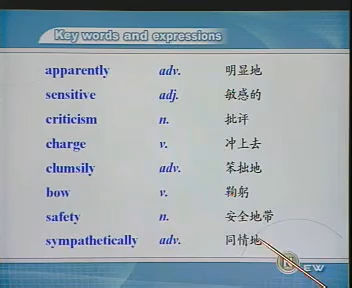 Key words and expressions
apparently adv. 明显地
sensitive adj. 敏感的
criticism n. 批评
charge v. 冲上去
clumsily adv. 笨拙地
bow v. 鞠躬
safety n. 安全地带
sympathetically adv. 同情地